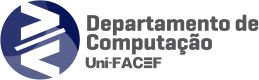 Departamento de
Computação
Uni-FACEF